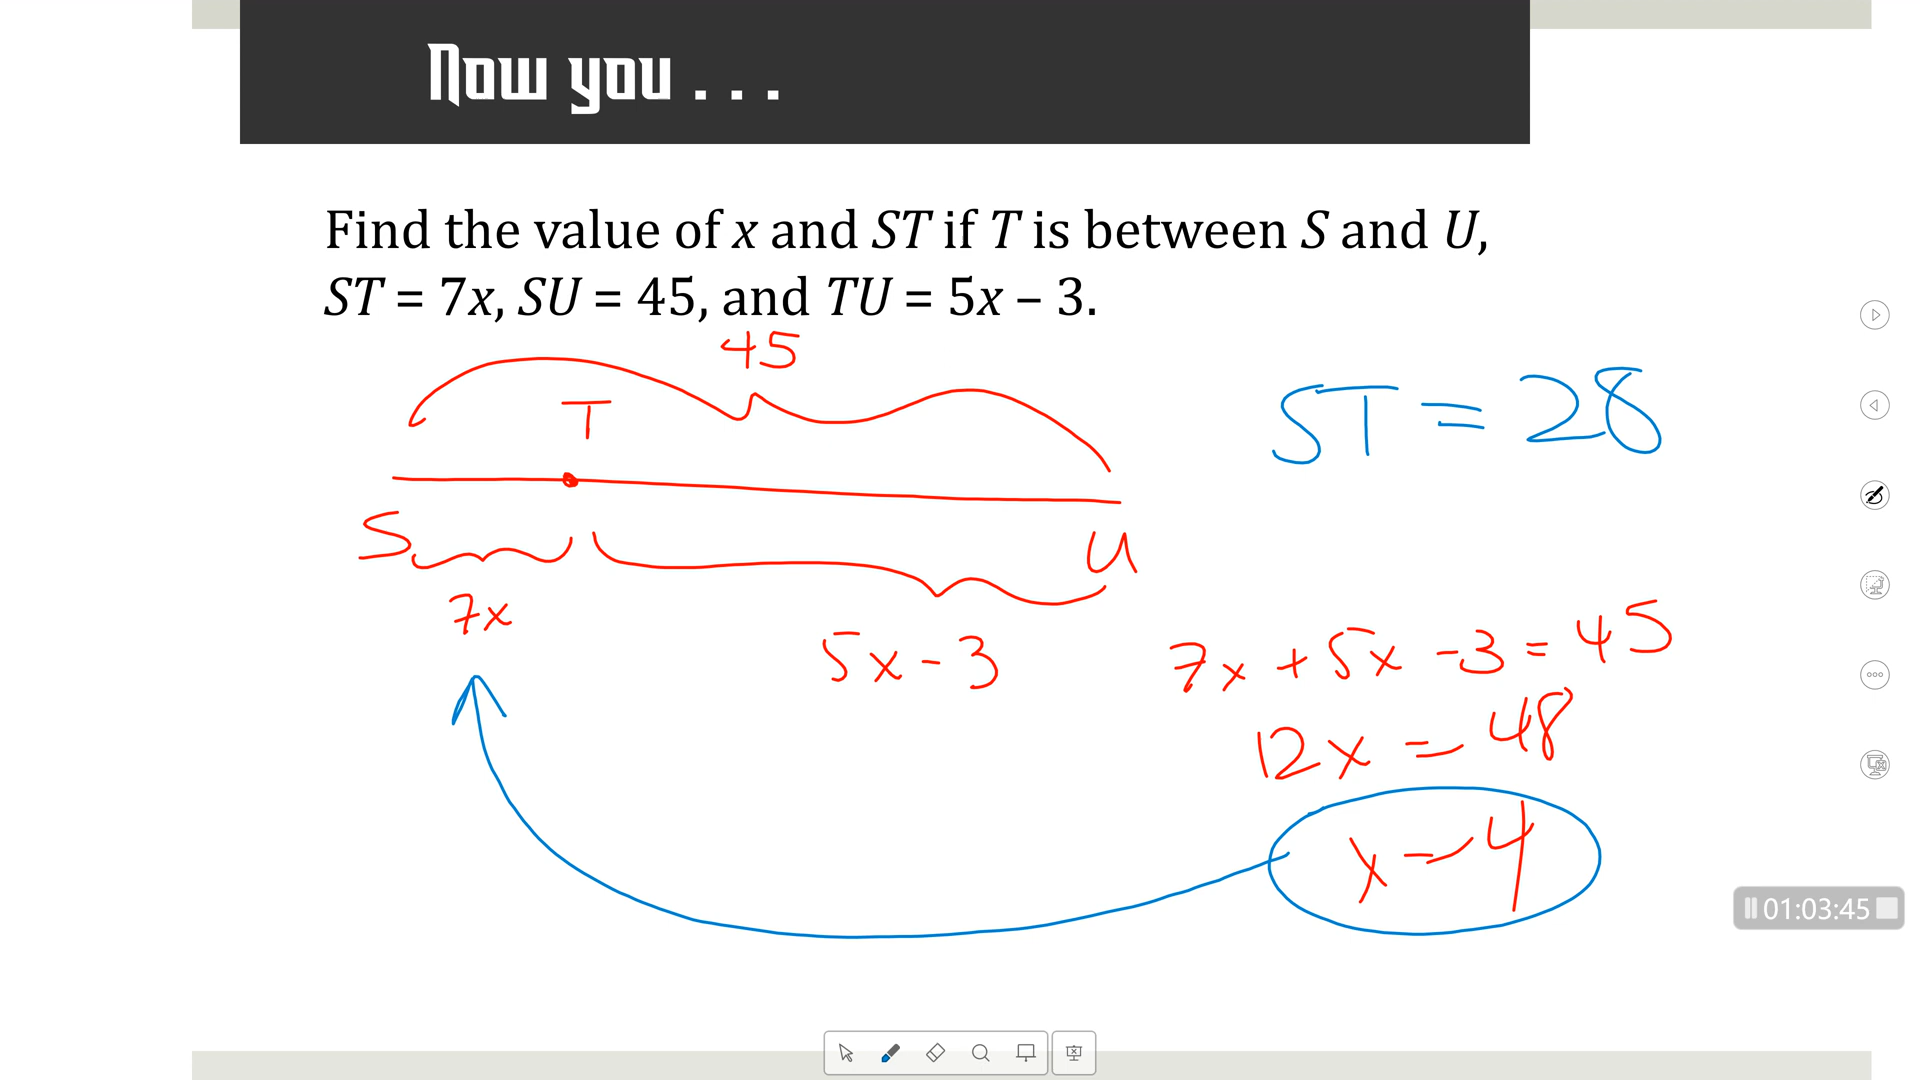 Now you . . .
Find the value of x and ST if T is between S and U,
ST = 7x, SU = 45, and TU = 5x – 3.
45
T
ST = 28
S
U
7x
5x - 3
7x + 5x - 3 = 45
12x = 48
x = 4
01:03:45